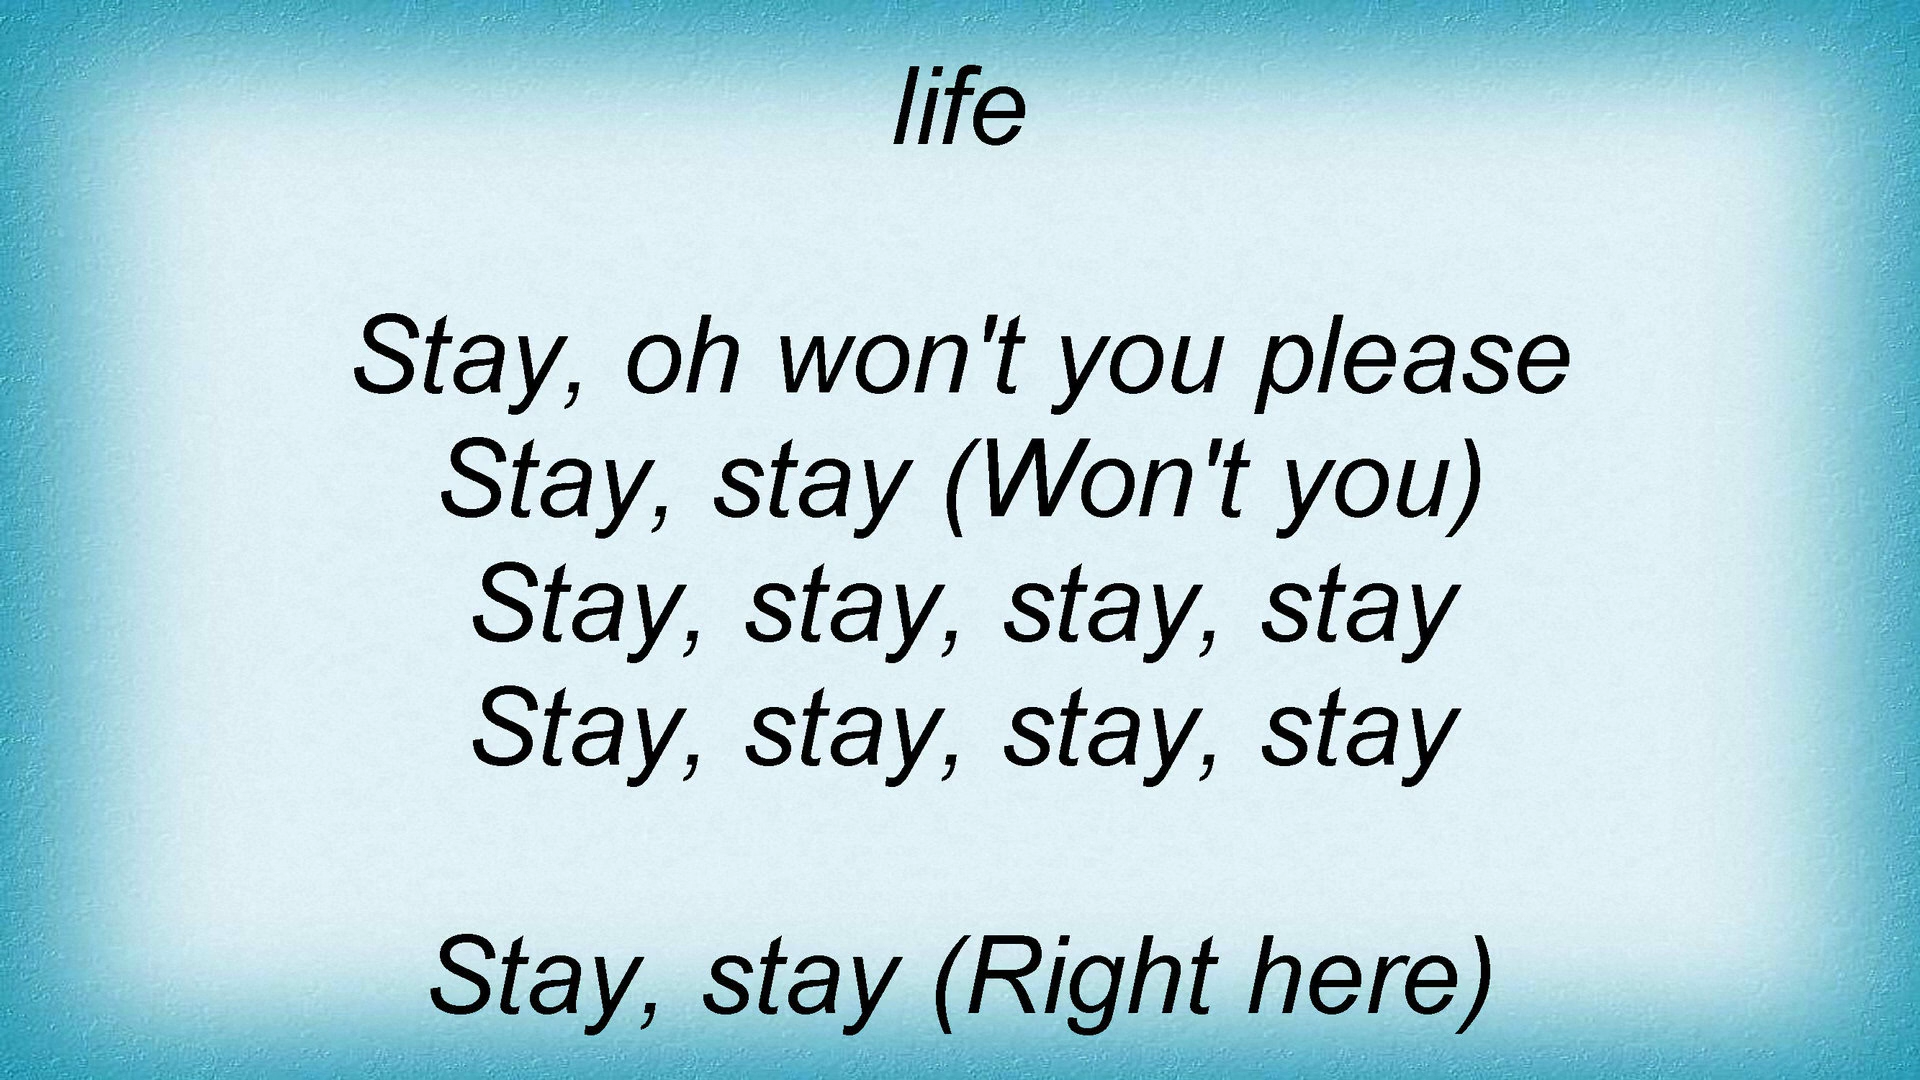 life
Stay, oh won't you please
Stay, stay (Won't you)
Stay, stay, stay, stay
Stay, stay, stay, stay
Stay, stay (Right here)